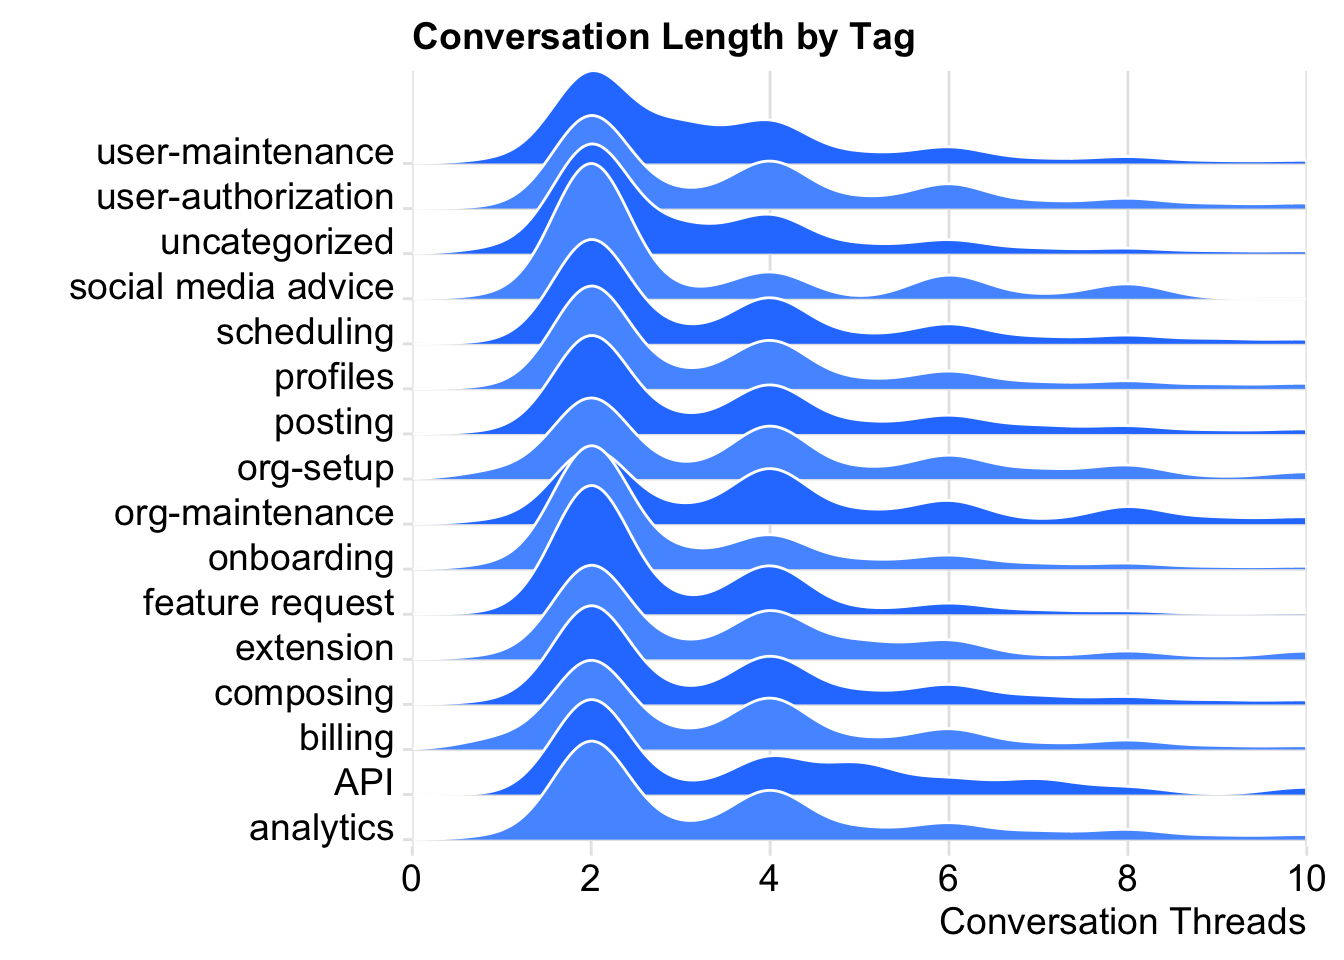 Conversation Length by Tag
user-maintenance
user-authorization
uncategorized
social media advice
scheduling
profiles
posting
org-setup
org-maintenance
onboarding
feature request
extension
composing
billing
API
analytics
0 2 4 6 8 10
Conversation Threads